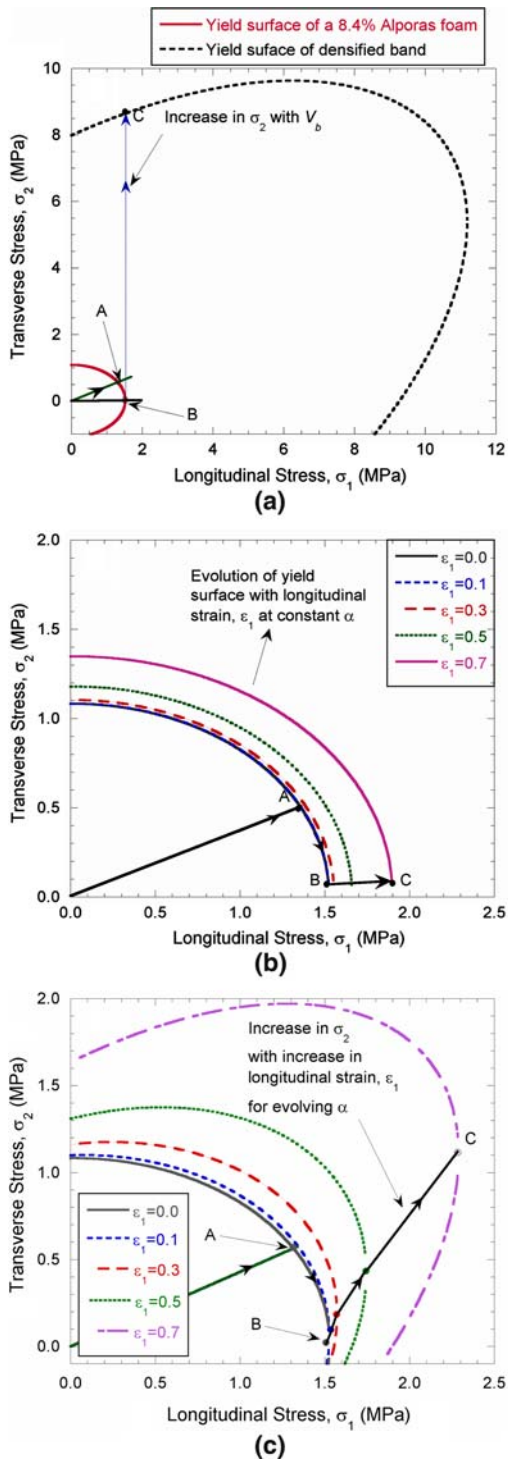 Yield surface of a 8.4% Alporas foam
Yield surface of densified band
10
8
6
4
2
0
C
Increase in σ2 with Vb
A
B
Transverse Stress, σ2 (MPa)
0 2 4 6 8 10 12
Longitudinal Stress, σ1 (MPa)
(a)
2.0
1.5
1.0
0.5
0.0
Evolution of yield
surface with longitudinal
strain, ε1 at constant α
ε1=0.0
ε1=0.1
ε1=0.3
ε1=0.5
ε1=0.7
A
B
C
Transverse Stress, σ2 (MPa)
0.0 0.5 1.0 1.5 2.0 2.5
Longitudinal Stress, σ1 (MPa)
(b)
2.0
1.5
1.0
0.5
0.0
Increase in σ2
with increase in
longitudinal strain, ε1
for evolving α
C
A
B
ε1=0.0
ε1=0.1
ε1=0.3
ε1=0.5
ε1=0.7
Transverse Stress, σ2 (MPa)
0.0 0.5 1.0 1.5 2.0 2.5
Longitudinal Stress, σ1 (MPa)
(c)